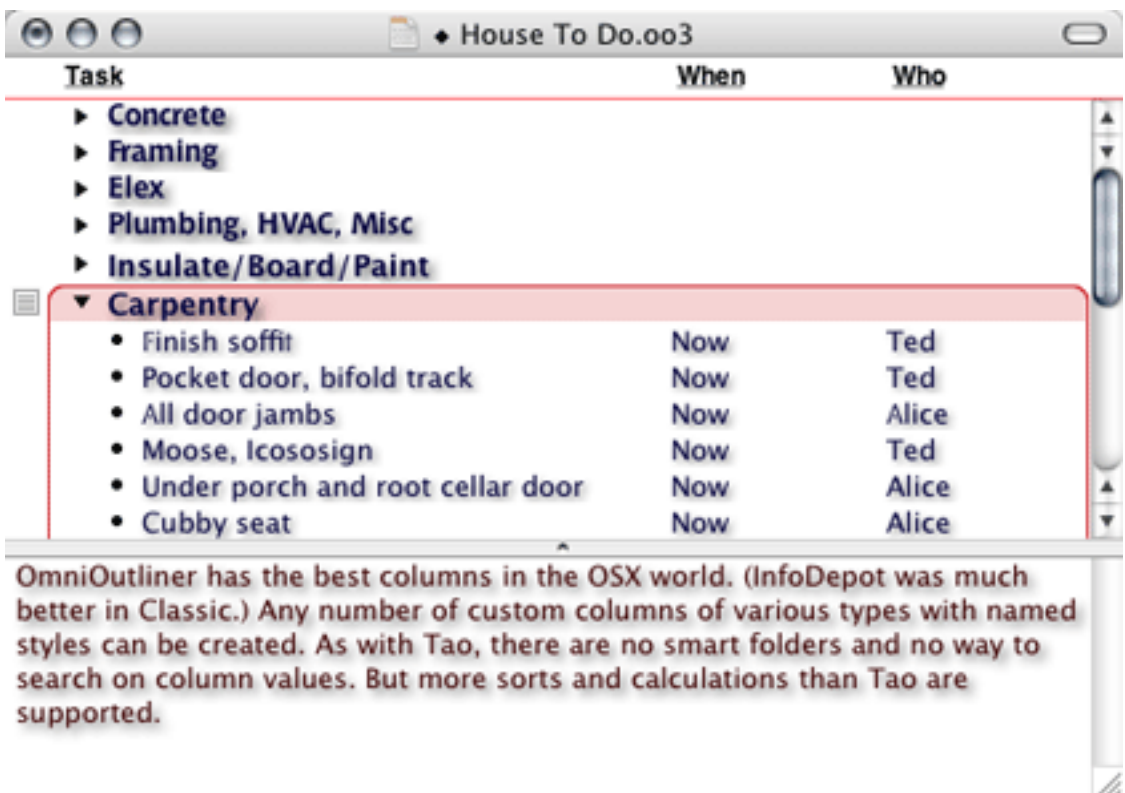 ◆ House To Do.oo3
Task When Who
Concrete
Framing
Elex
Plumbing, HVAC, Misc
Insulate/Board/Paint
Carpentry
Finish soffit Now Ted
Pocket door, bifold track Now Ted
All door jambs Now Alice
Moose, Icososign Now Ted
Under porch and root cellar door Now Alice
Cubby seat Now Alice
OmniOutliner has the best columns in the OSX world. (InfoDepot was much
better in Classic.) Any number of custom columns of various types with named
styles can be created. As with Tao, there are no smart folders and no way to
search on column values. But more sorts and calculations than Tao are
supported.